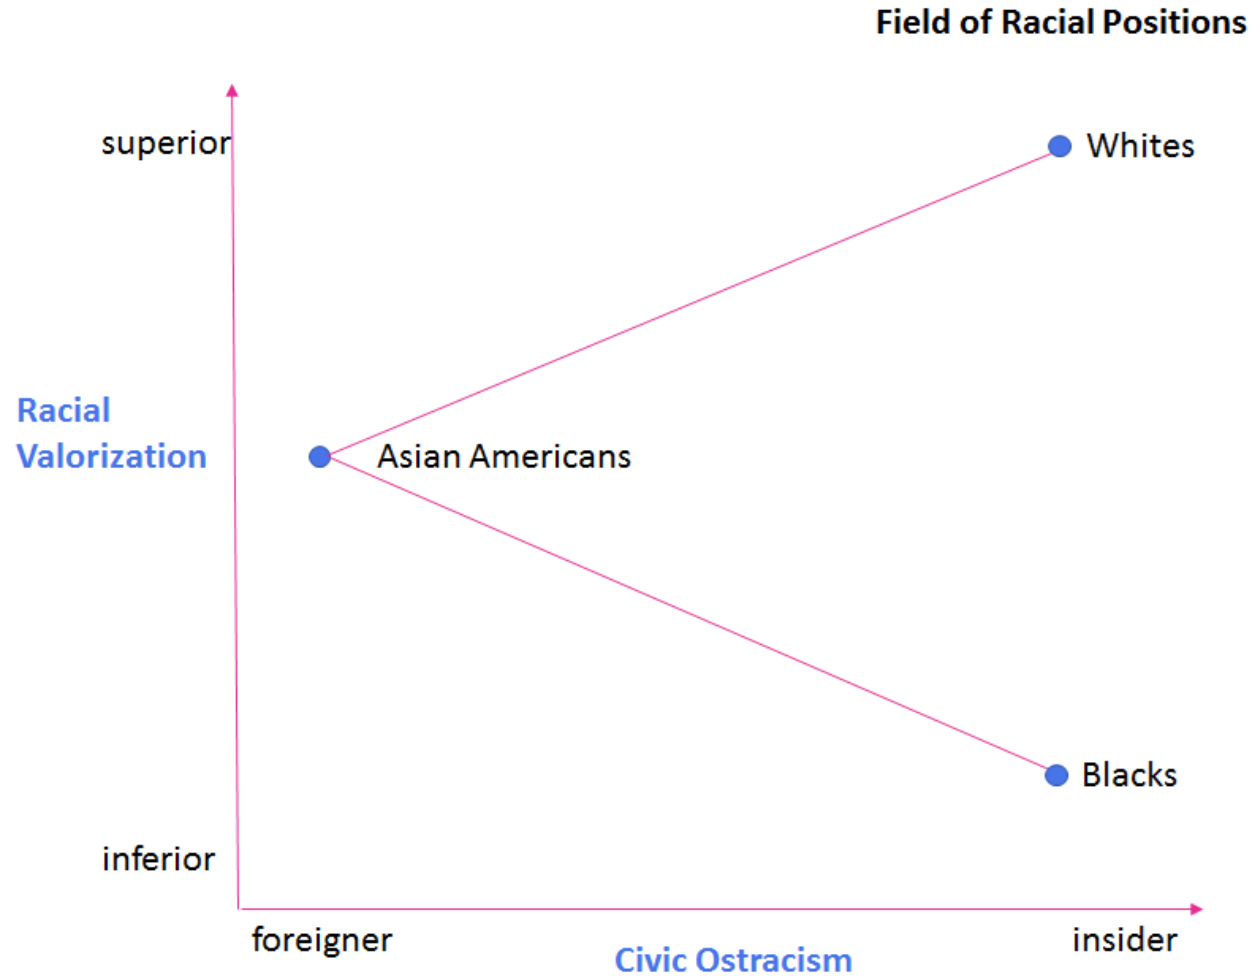 Field of Racial Positions
superior
Whites
Racial
Valorization
Asian Americans
Blacks
inferior
foreigner
insider
Civic Ostracism